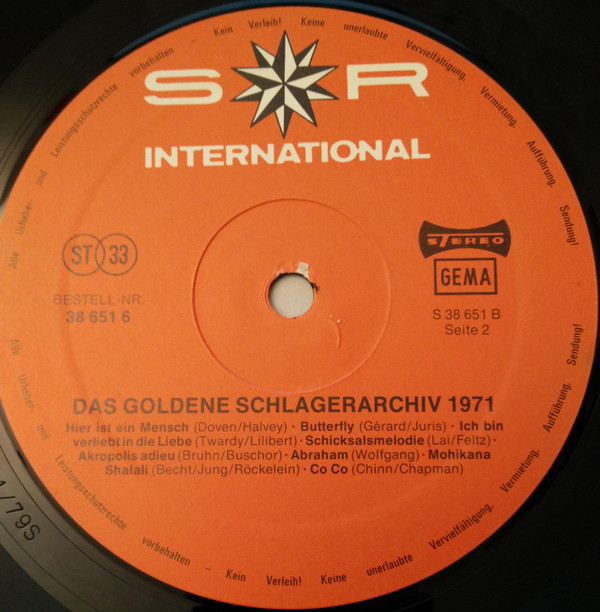 Alle Urheber- und Leistungsschutzrechte vorbehalten · Kein Verleih! Keine unerlaubte Vervielfältigung, Vermietung, Aufführung, Sendung!
S R
INTERNATIONAL
ST 33
BESTELL-NR.
38 651 6
STEREO
GEMA
S 38 651 B
Seite 2
DAS GOLDENE SCHLAGERARCHIV 1971
Hier ist ein Mensch (Doven/Halvey) · Butterfly (Gérard/Juris) · Ich bin
verliebt in die Liebe (Twardy/Lilibert) · Schicksalsmelodie (Lai/Feltz) ·
Akropolis adieu (Bruhn/Buschor) · Abraham (Wolfgang) · Mohikana
Shalali (Becht/Jung/Röckelein) · Co Co (Chinn/Chapman)
Urheber- und Leistungsschutzrechte vorbehalten - Kein Verleih! Keine unerlaubte Vervielfältigung, Vermietung, Aufführung, Sendung!
1/79S